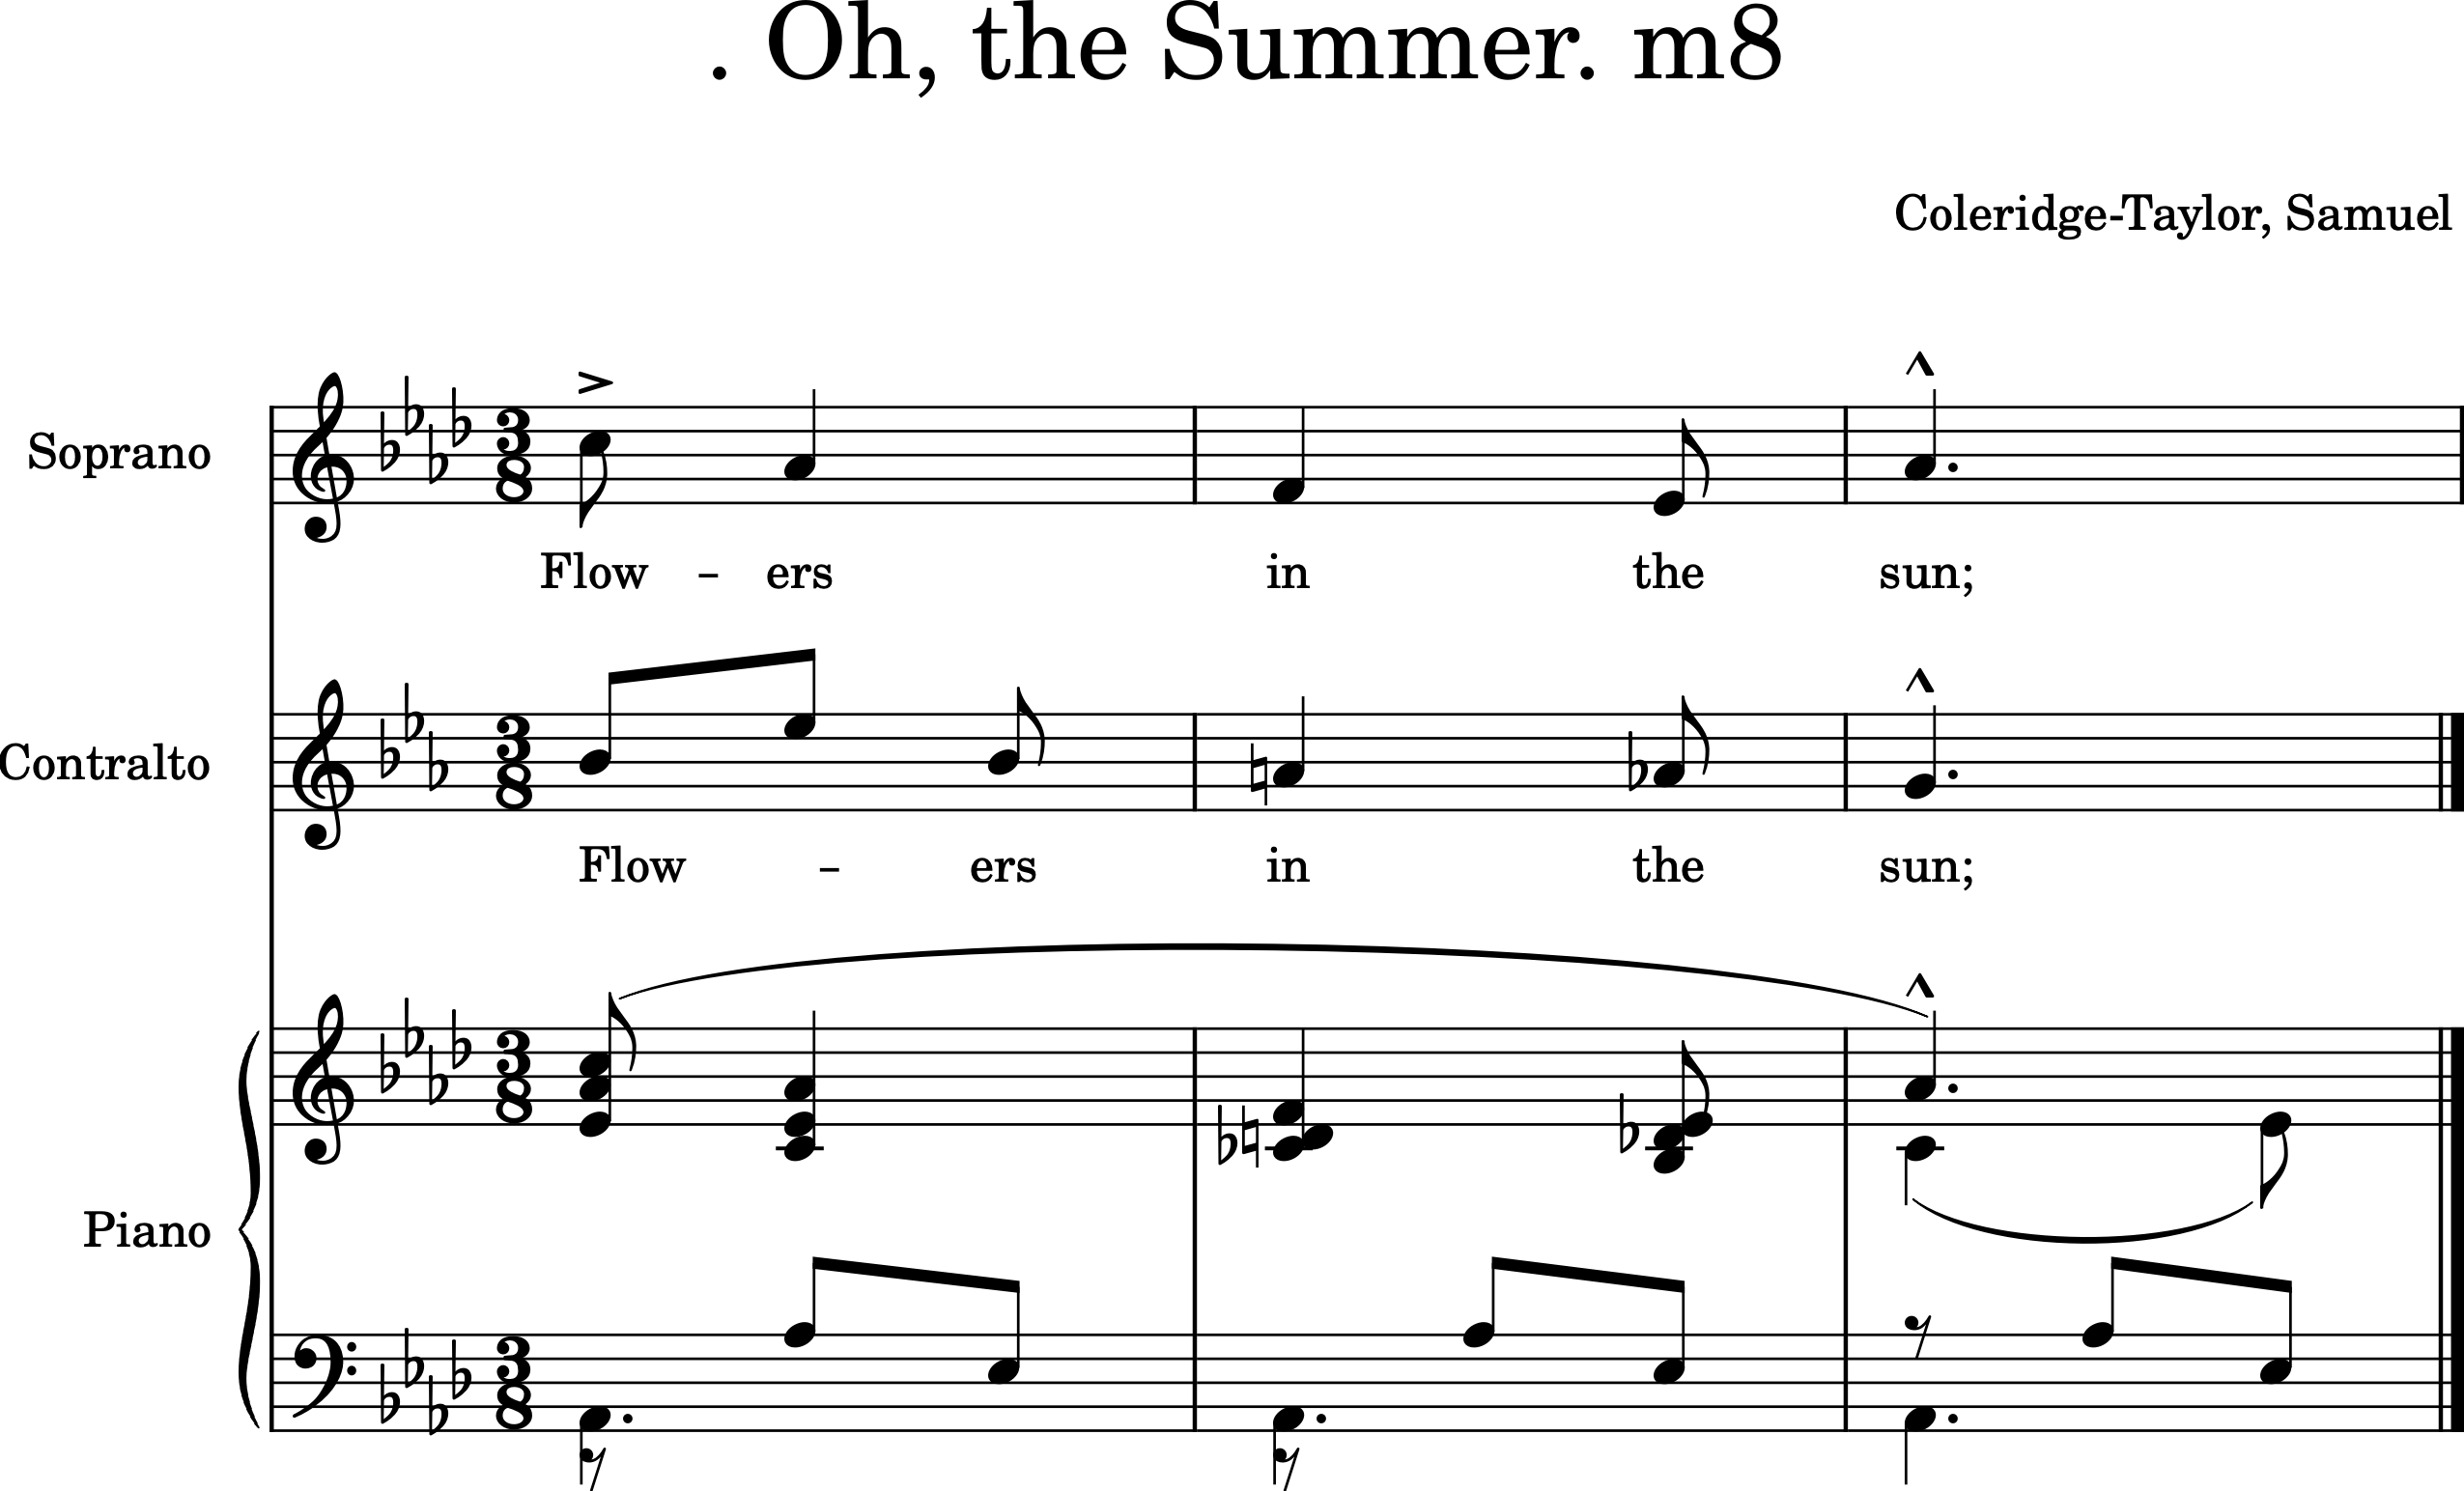 . Oh, the Summer. m8
Coleridge-Taylor, Samuel
Soprano
Flow – ers in the sun;
Contralto
Flow – ers in the sun;
Piano